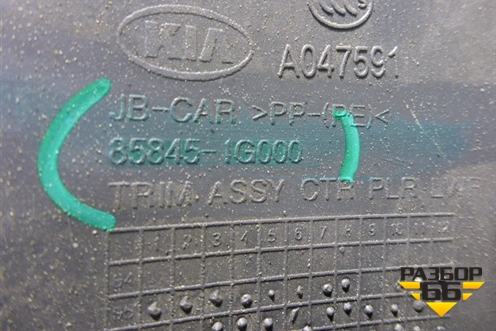 KIA
A047591
JB-CAR >PP-(PE)<
85845-1G000
TRIM ASSY CTR PLR LWR
1 2 3 4 5 6 7 8 9 10 11 12
РАЗБОР
66